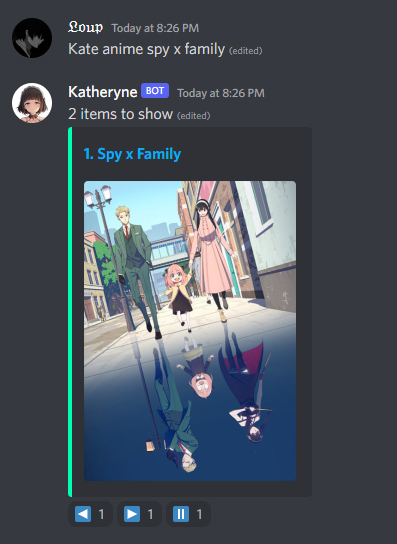 𝕷𝖔𝖚𝖕 Today at 8:26 PM
Kate anime spy x family (edited)
Katheryne BOT Today at 8:26 PM
2 items to show (edited)
1. Spy x Family
1 1 1